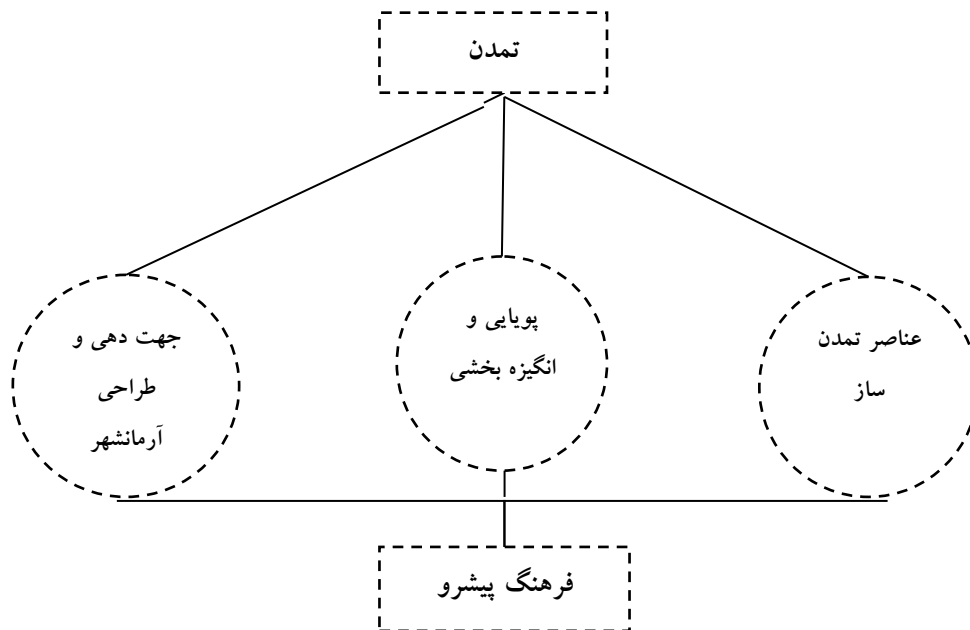 تمدن
عناصر تمدن
ساز
پویایی و
انگیزه بخشی
جهت دهی و
طراحی
آرمانشهر
فرهنگ پیشرو